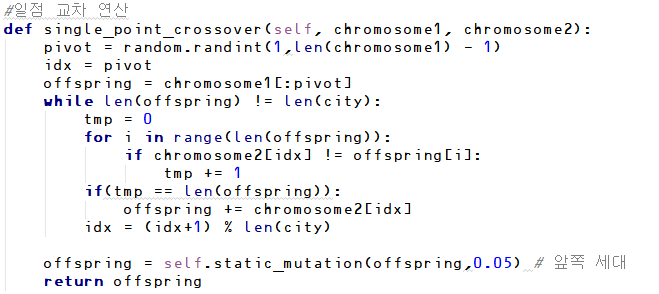 #일점 교차 연산
def single_point_crossover(self, chromosome1, chromosome2):
    pivot = random.randint(1,len(chromosome1) - 1)
    idx = pivot
    offspring = chromosome1[:pivot]
    while len(offspring) != len(city):
        tmp = 0
        for i in range(len(offspring)):
            if chromosome2[idx] != offspring[i]:
                tmp += 1
        if(tmp == len(offspring)):
            offspring += chromosome2[idx]
        idx = (idx+1) % len(city)

    offspring = self.static_mutation(offspring,0.05) # 앞쪽 세대
    return offspring